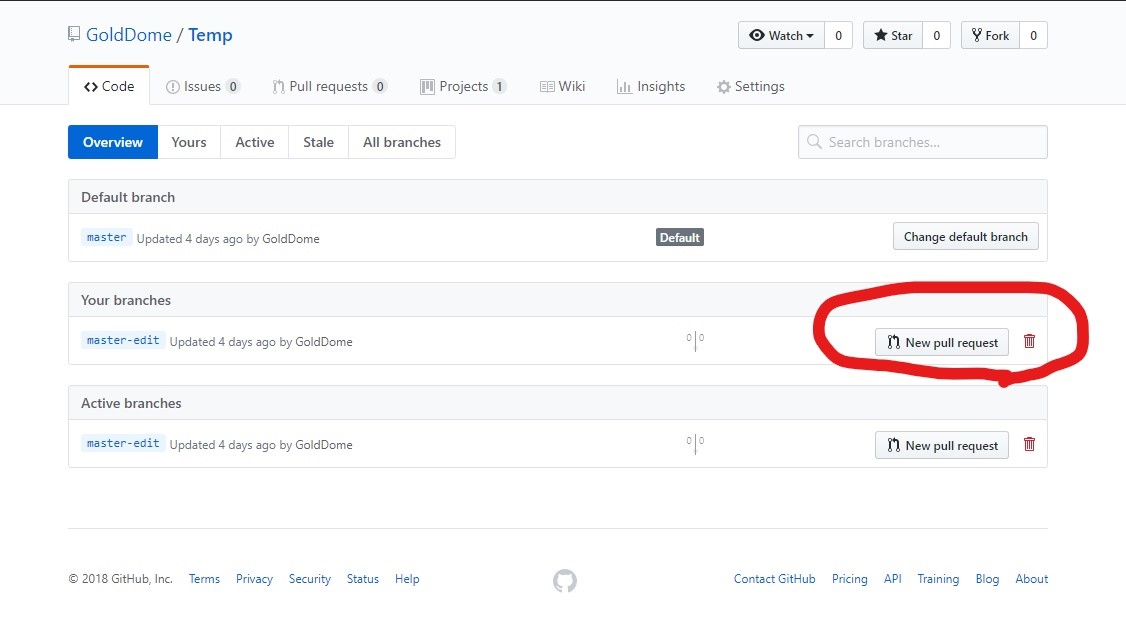 GoldDome / Temp
Watch 0 Star 0 Fork 0
Code Issues 0 Pull requests 0 Projects 1 Wiki Insights Settings
Overview Yours Active Stale All branches Search branches...
Default branch
master Updated 4 days ago by GoldDome Default Change default branch
Your branches
master-edit Updated 4 days ago by GoldDome 0 0 New pull request
Active branches
master-edit Updated 4 days ago by GoldDome 0 0 New pull request
© 2018 GitHub, Inc. Terms Privacy Security Status Help Contact GitHub Pricing API Training Blog About